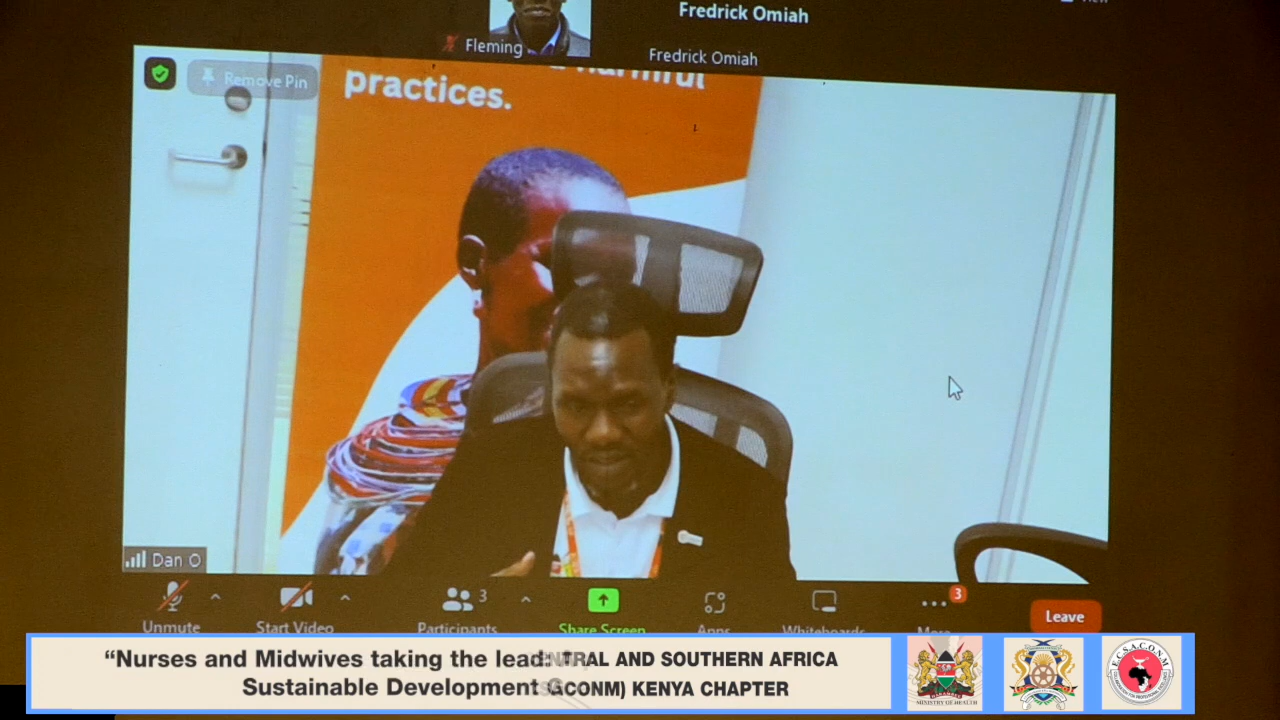 Fredrick Omiah
Fleming
Fredrick Omiah
Remove Pin
harmful
practices.
Dan O
3
3
Unmute
Start Video
Participants
Share Screen
Apps
Whiteboards
More
Leave
“Nurses and Midwives taking the lead: NTRAL AND SOUTHERN AFRICA
Sustainable Development G CONM) KENYA CHAPTER
MINISTRY OF HEALTH
E.C.S.A.C.O.N.M